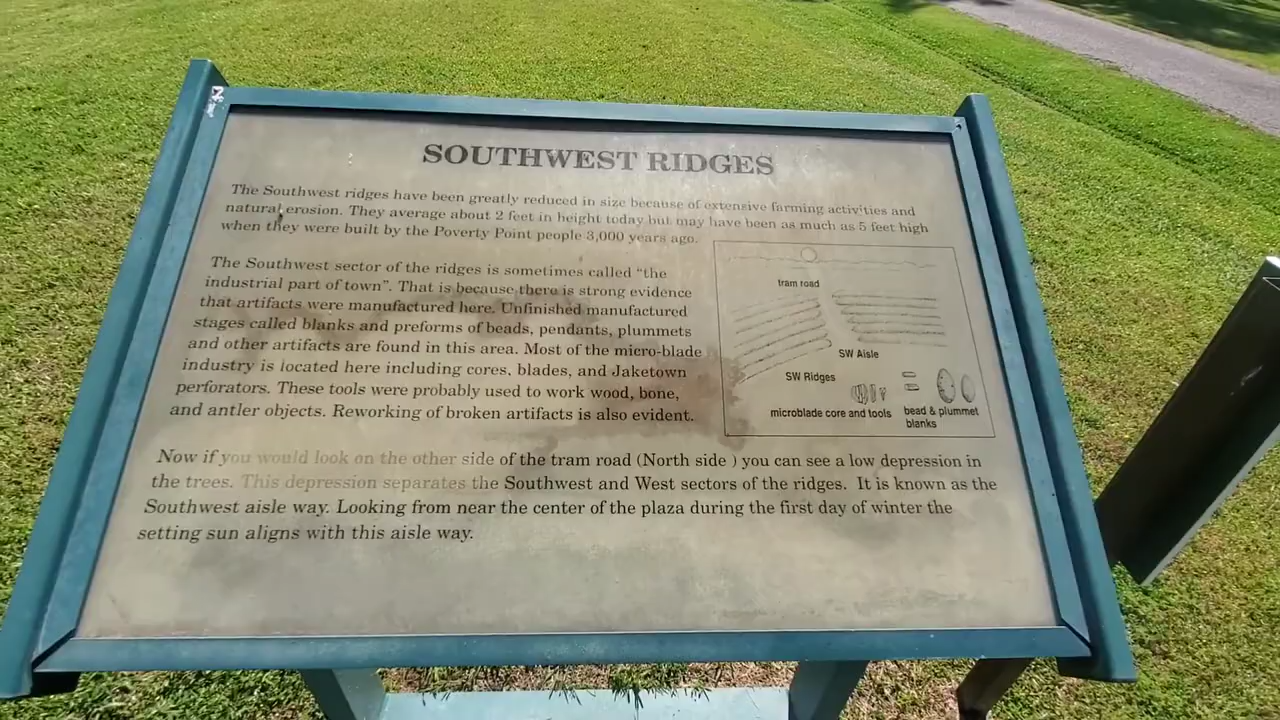 SOUTHWEST RIDGES
The Southwest ridges have been greatly reduced in size because of extensive farming activities and
natural erosion. They average about 2 feet in height today but may have been as much as 5 feet high
when they were built by the Poverty Point people 3,000 years ago.
The Southwest sector of the ridges is sometimes called "the
industrial part of town". That is because there is strong evidence
that artifacts were manufactured here. Unfinished manufactured
stages called blanks and preforms of beads, pendants, plummets
and other artifacts are found in this area. Most of the micro-blade
industry is located here including cores, blades, and Jaketown
perforators. These tools were probably used to work wood, bone,
and antler objects. Reworking of broken artifacts is also evident.
tram road
SW Aisle
SW Ridges
microblade core and tools
bead & plummet
blanks
Now if you would look on the other side of the tram road (North side ) you can see a low depression in
the trees. This depression separates the Southwest and West sectors of the ridges. It is known as the
Southwest aisle way. Looking from near the center of the plaza during the first day of winter the
setting sun aligns with this aisle way.